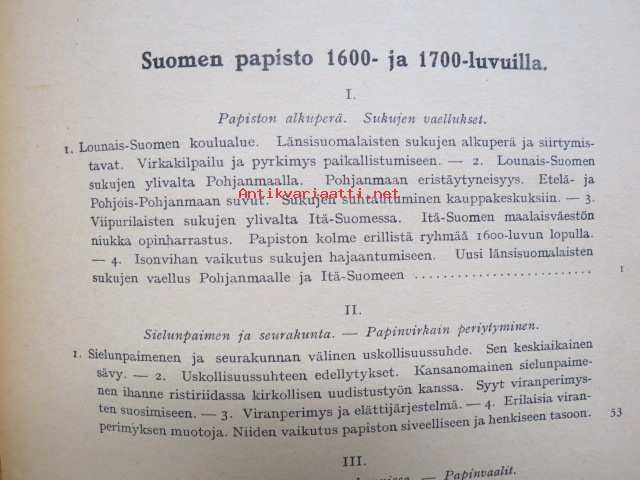 Suomen papisto 1600- ja 1700-luvuilla.
I.
Papiston alkuperä. Sukujen vaellukset.
1. Lounais-Suomen koulualue. Länsisuomalaisten sukujen alkuperä ja siirtymis-
tavat. Virkakilpailu ja pyrkimys paikallistumiseen. — 2. Lounais-Suomen
sukujen ylivalta Pohjanmaalla. Pohjanmaan eristäytyneisyys. Etelä- ja
Antikvariaatti.net
Pohjois-Pohjanmaan suvut. Sukujen suhtautuminen kauppakeskuksiin. — 3.
Viipurilaisten sukujen ylivalta Itä-Suomessa. Itä-Suomen maalaisväestön
niukka opinharrastus. Papiston kolme erillistä ryhmää 1600-luvun lopulla.
— 4. Isonvihan vaikutus sukujen hajaantumiseen. Uusi länsisuomalaisten
sukujen vaellus Pohjanmaalle ja Itä-Suomeen .......................... 1
II.
Sielunpaimen ja seurakunta. — Papinvirkain periytyminen.
1. Sielunpaimenen ja seurakunnan välinen uskollisuussuhde. Sen keskiaikainen
sävy. — 2. Uskollisuussuhteen edellytykset. Kansanomainen sielunpaime-
nen ihanne ristiriidassa kirkollisen uudistustyön kanssa. Syyt viranperimys-
ten suosimiseen. — 3. Viranperimys ja elättijärjestelmä. — 4. Erilaisia viran-
perimyksen muotoja. Niiden vaikutus papiston siveelliseen ja henkiseen tasoon. 53
III.
— Papinvaalit.